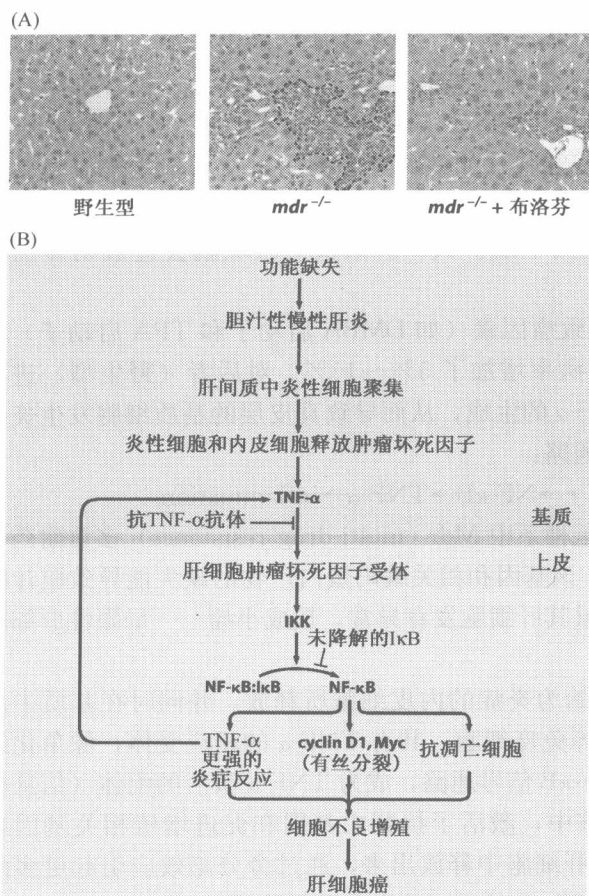 (A)
野生型
mdr -/-
mdr -/- + 布洛芬
(B)
功能缺失
胆汁性慢性肝炎
肝间质中炎性细胞聚集
炎性细胞和内皮细胞释放肿瘤坏死因子
TNF-α
抗TNF-α抗体
基质
上皮
肝细胞肿瘤坏死因子受体
IKK
未降解的IκB
NF-κB:IκB
NF-κB
TNF-α
更强的
炎症反应
cyclin D1, Myc
(有丝分裂)
抗凋亡细胞
细胞不良增殖
肝细胞癌